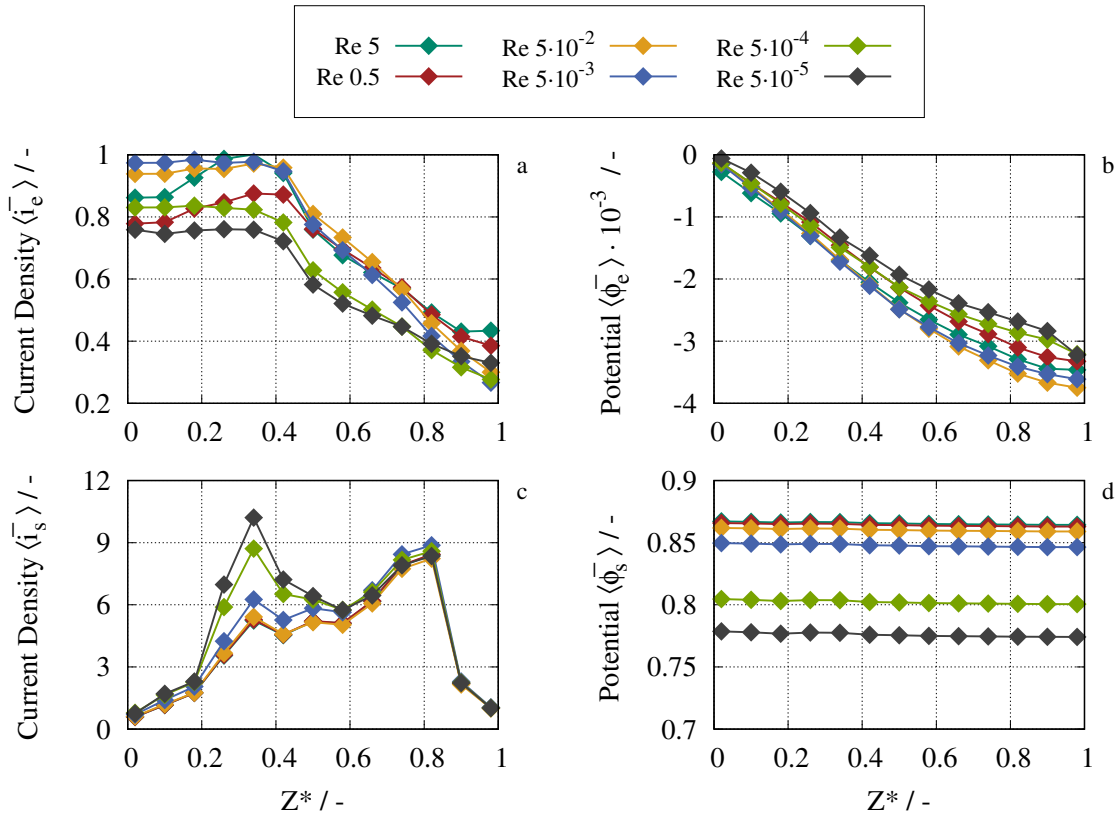 Re 5 Re 5·10⁻² Re 5·10⁻⁴
Re 0.5 Re 5·10⁻³ Re 5·10⁻⁵
Current Density ⟨i̅ₑ⟩ / -
1
0.8
0.6
0.4
0.2
0 0.2 0.4 0.6 0.8 1
a
Potential ⟨ϕ̅ₑ⟩ · 10⁻³ / -
0
-1
-2
-3
-4
0 0.2 0.4 0.6 0.8 1
b
Current Density ⟨i̅ₛ⟩ / -
12
9
6
3
0
0 0.2 0.4 0.6 0.8 1
Z* / -
c
Potential ⟨ϕ̅ₛ⟩ / -
0.9
0.85
0.8
0.75
0.7
0 0.2 0.4 0.6 0.8 1
Z* / -
d